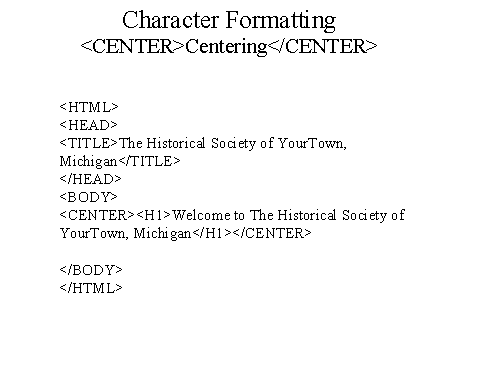 Character Formatting
<CENTER>Centering</CENTER>
<HTML>
<HEAD>
<TITLE>The Historical Society of YourTown,
Michigan</TITLE>
</HEAD>
<BODY>
<CENTER><H1>Welcome to The Historical Society of
YourTown, Michigan</H1></CENTER>
</BODY>
</HTML>